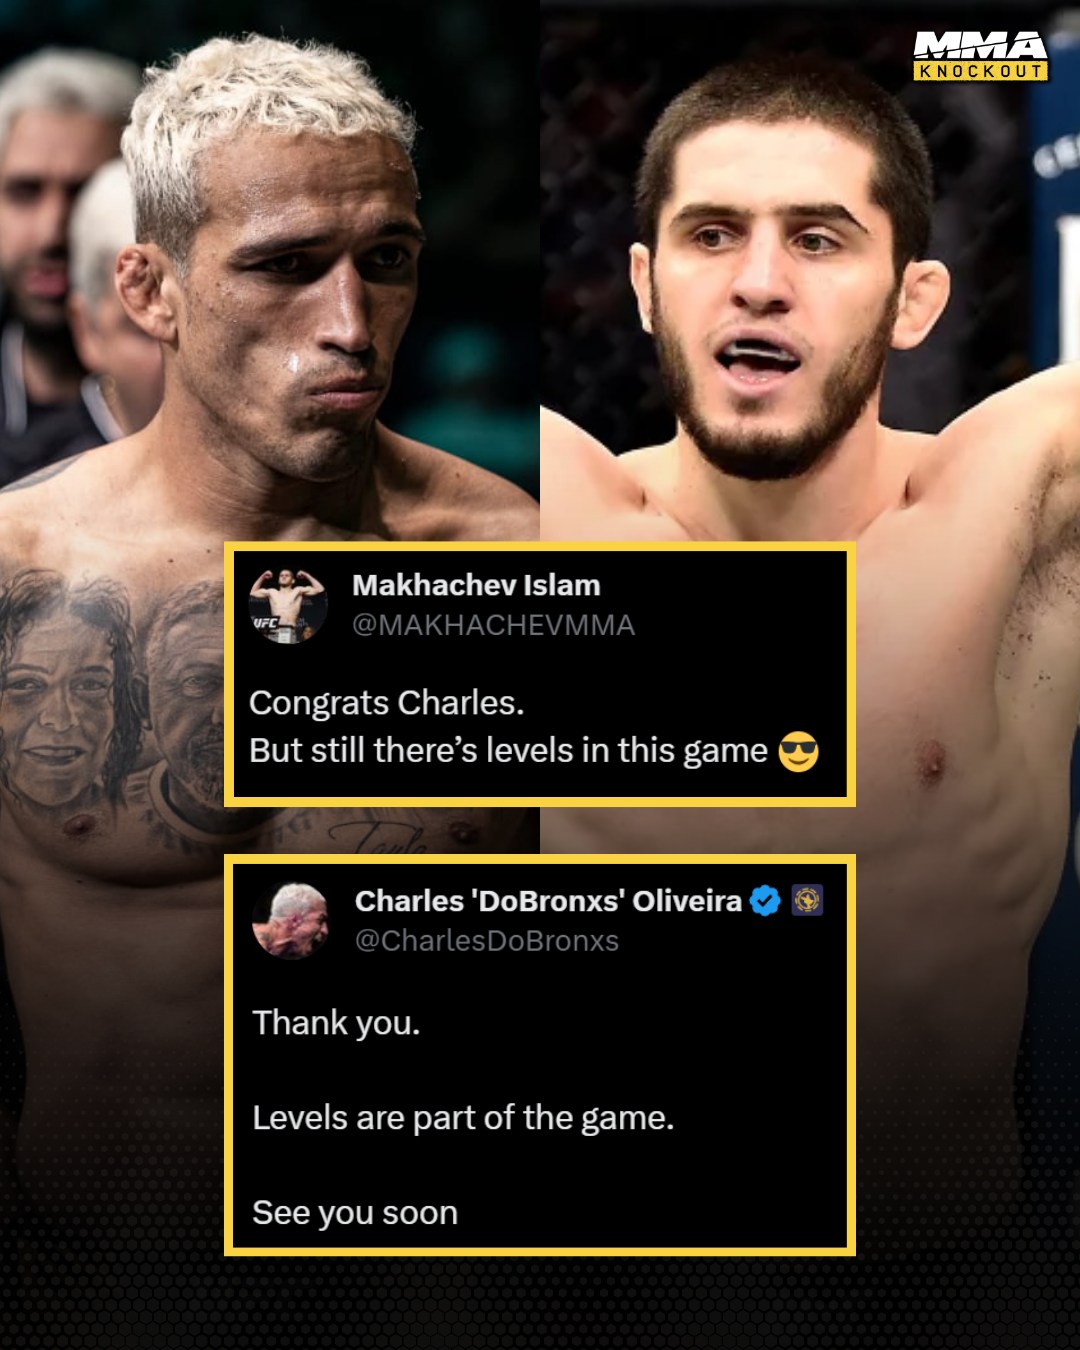 MMA
KNOCKOUT
Makhachev Islam
@MAKHACHEVMMA
Congrats Charles.
But still there's levels in this game 😎
UFC
Charles 'DoBronxs' Oliveira
@CharlesDoBronxs
Thank you.
Levels are part of the game.
See you soon